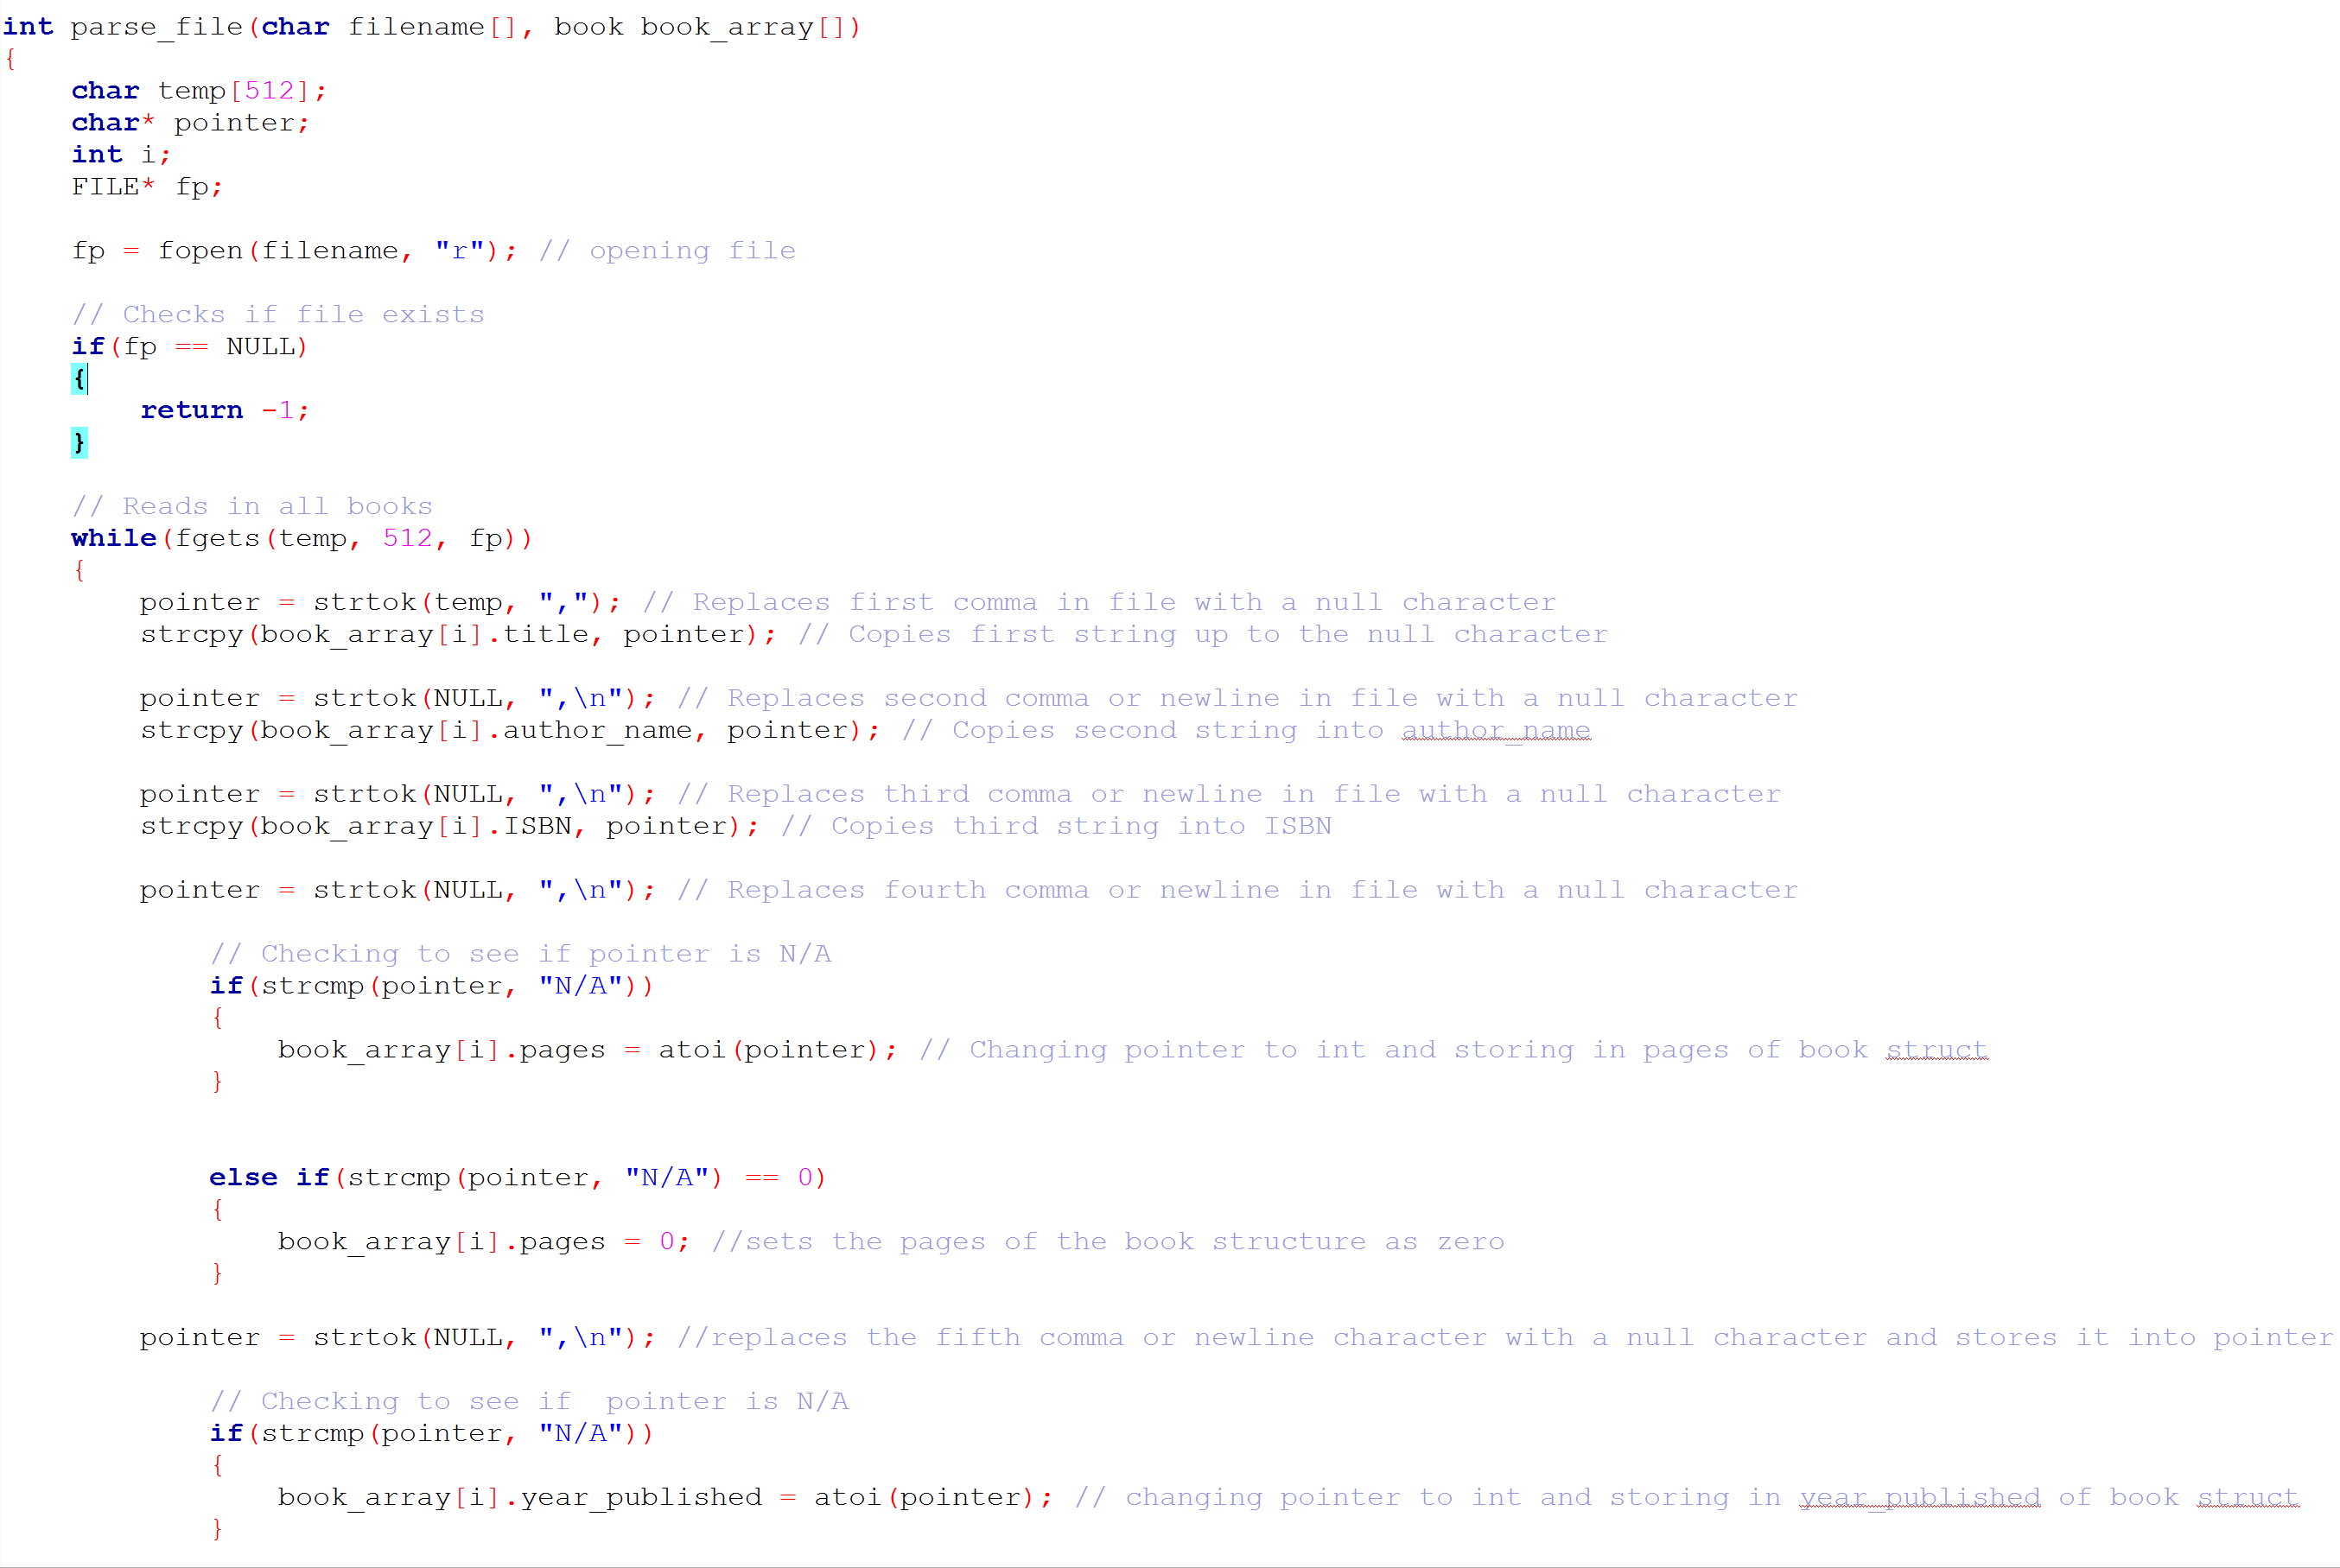 int parse_file(char filename[], book book_array[])
{
    char temp[512];
    char* pointer;
    int i;
    FILE* fp;

    fp = fopen(filename, "r"); // opening file

    // Checks if file exists
    if(fp == NULL)
    {
        return -1;
    }

    // Reads in all books
    while(fgets(temp, 512, fp))
    {
        pointer = strtok(temp, ","); // Replaces first comma in file with a null character
        strcpy(book_array[i].title, pointer); // Copies first string up to the null character

        pointer = strtok(NULL, ",\n"); // Replaces second comma or newline in file with a null character
        strcpy(book_array[i].author_name, pointer); // Copies second string into author_name

        pointer = strtok(NULL, ",\n"); // Replaces third comma or newline in file with a null character
        strcpy(book_array[i].ISBN, pointer); // Copies third string into ISBN

        pointer = strtok(NULL, ",\n"); // Replaces fourth comma or newline in file with a null character

            // Checking to see if pointer is N/A
            if(strcmp(pointer, "N/A"))
            {
                book_array[i].pages = atoi(pointer); // Changing pointer to int and storing in pages of book struct
            }

            else if(strcmp(pointer, "N/A") == 0)
            {
                book_array[i].pages = 0; //sets the pages of the book structure as zero
            }

        pointer = strtok(NULL, ",\n"); //replaces the fifth comma or newline character with a null character and stores it into pointer

            // Checking to see if  pointer is N/A
            if(strcmp(pointer, "N/A"))
            {
                book_array[i].year_published = atoi(pointer); // changing pointer to int and storing in year_published of book struct
            }